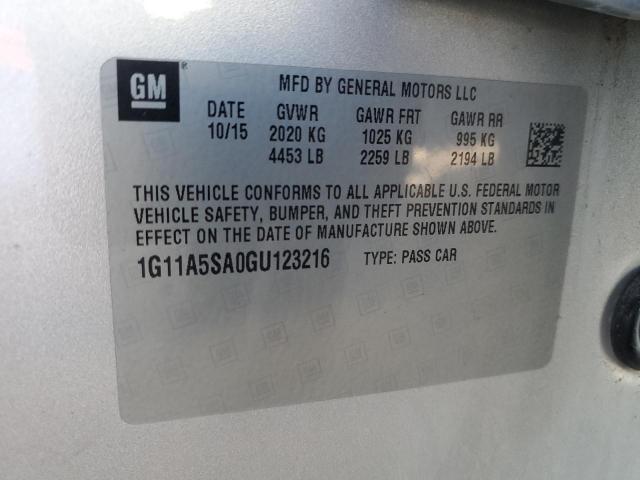 GM
MFD BY GENERAL MOTORS LLC
DATE GVWR GAWR FRT GAWR RR
10/15 2020 KG 1025 KG 995 KG
4453 LB 2259 LB 2194 LB
THIS VEHICLE CONFORMS TO ALL APPLICABLE U.S. FEDERAL MOTOR
VEHICLE SAFETY, BUMPER, AND THEFT PREVENTION STANDARDS IN
EFFECT ON THE DATE OF MANUFACTURE SHOWN ABOVE.
1G11A5SA0GU123216 TYPE: PASS CAR